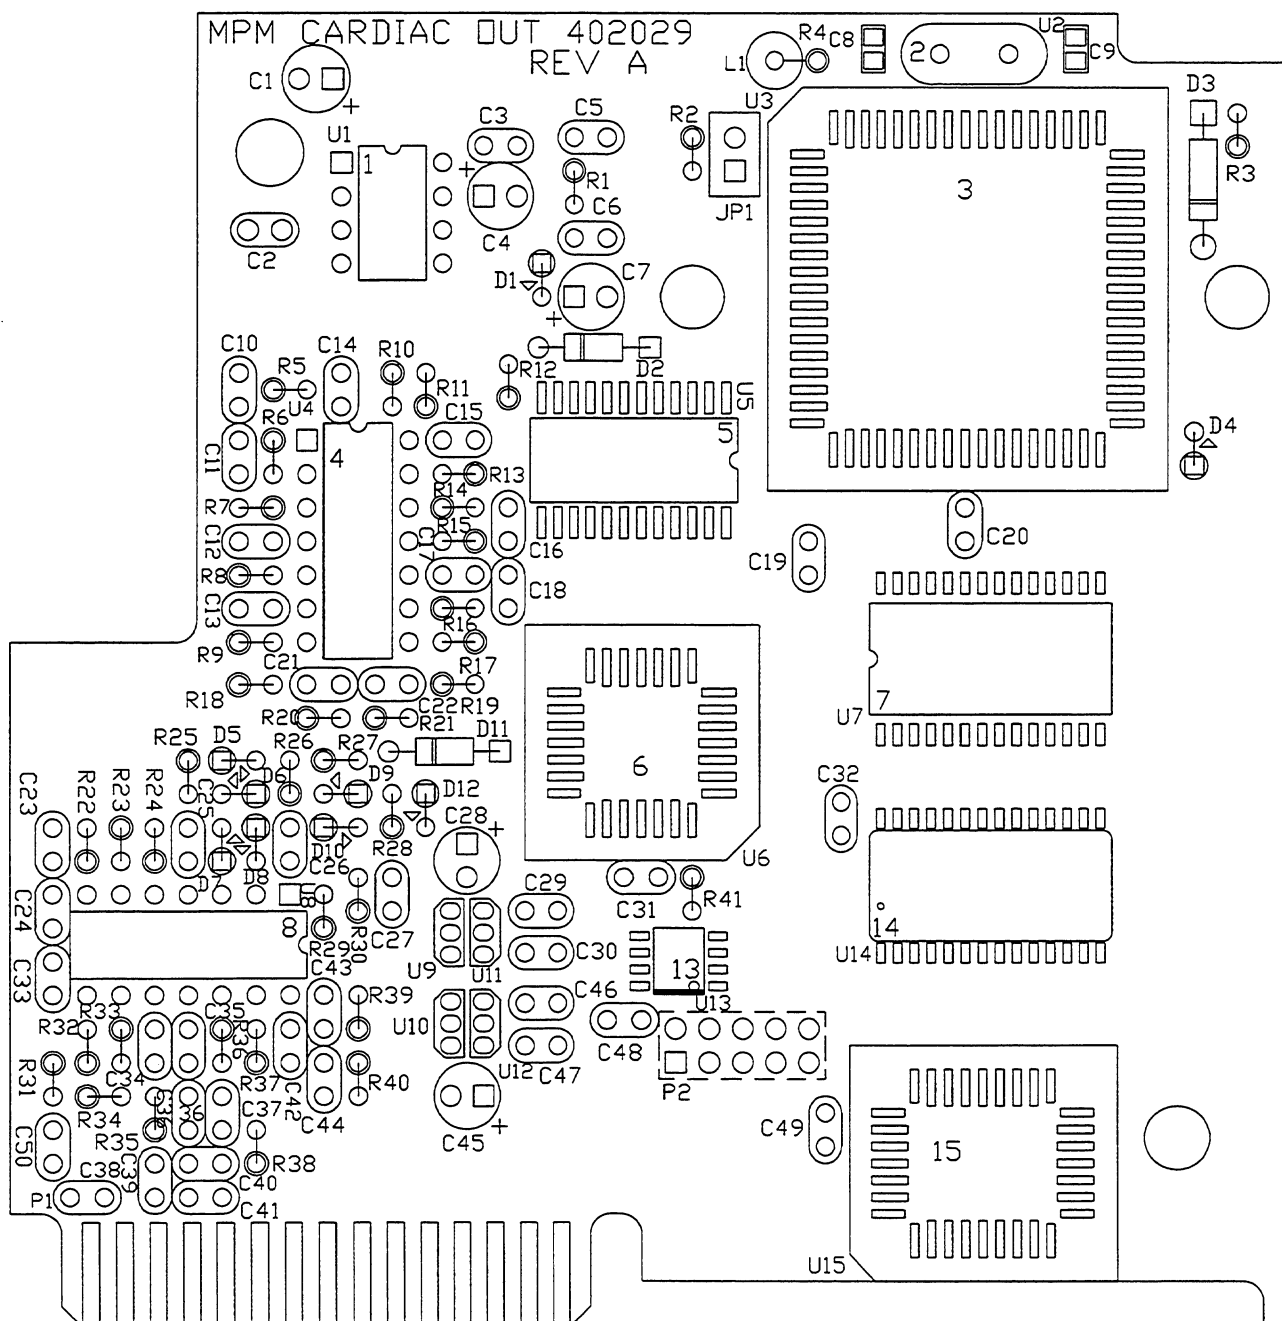 MPM CARDIAC OUT 402029
REV A
R4 C8 2 U2 C9
L1
C1 +
U3
D3
U1 1
C3 C5 R2
+
R1
3
R3
JP1
C2 C4 C6
D1 C7
+
C10 C14 R10
R5 R11 R12 D2
U4 U5
R6 C15 5 D4
C11 4
R13
R14
R7 R15
C12 C17 C16 C19 C20
R8 C18
C13 R16
R9 C21 R17
R18 C22 R19
R20 R21 D11 U7 7
R25 D5 R26 R27
D6 D9 D12 6
C23 R22 R23 R24 C25 C28 + C32
D10 R28
D7 D8 C26 U6
U8 C29 C31 R41
C24 8 R29 R30 C27 14
C33 C43 U9 U11 C30 13 U14
U13
R32 R33 C35 R36 R39 U10 C46
C48
R31 C34 R37 C42 R40 U12 C47 P2
R34 C36 R36 C37 C44
R35 C45 + C49
C50 R38 15
C38 C39 C40
P1 C41
U15